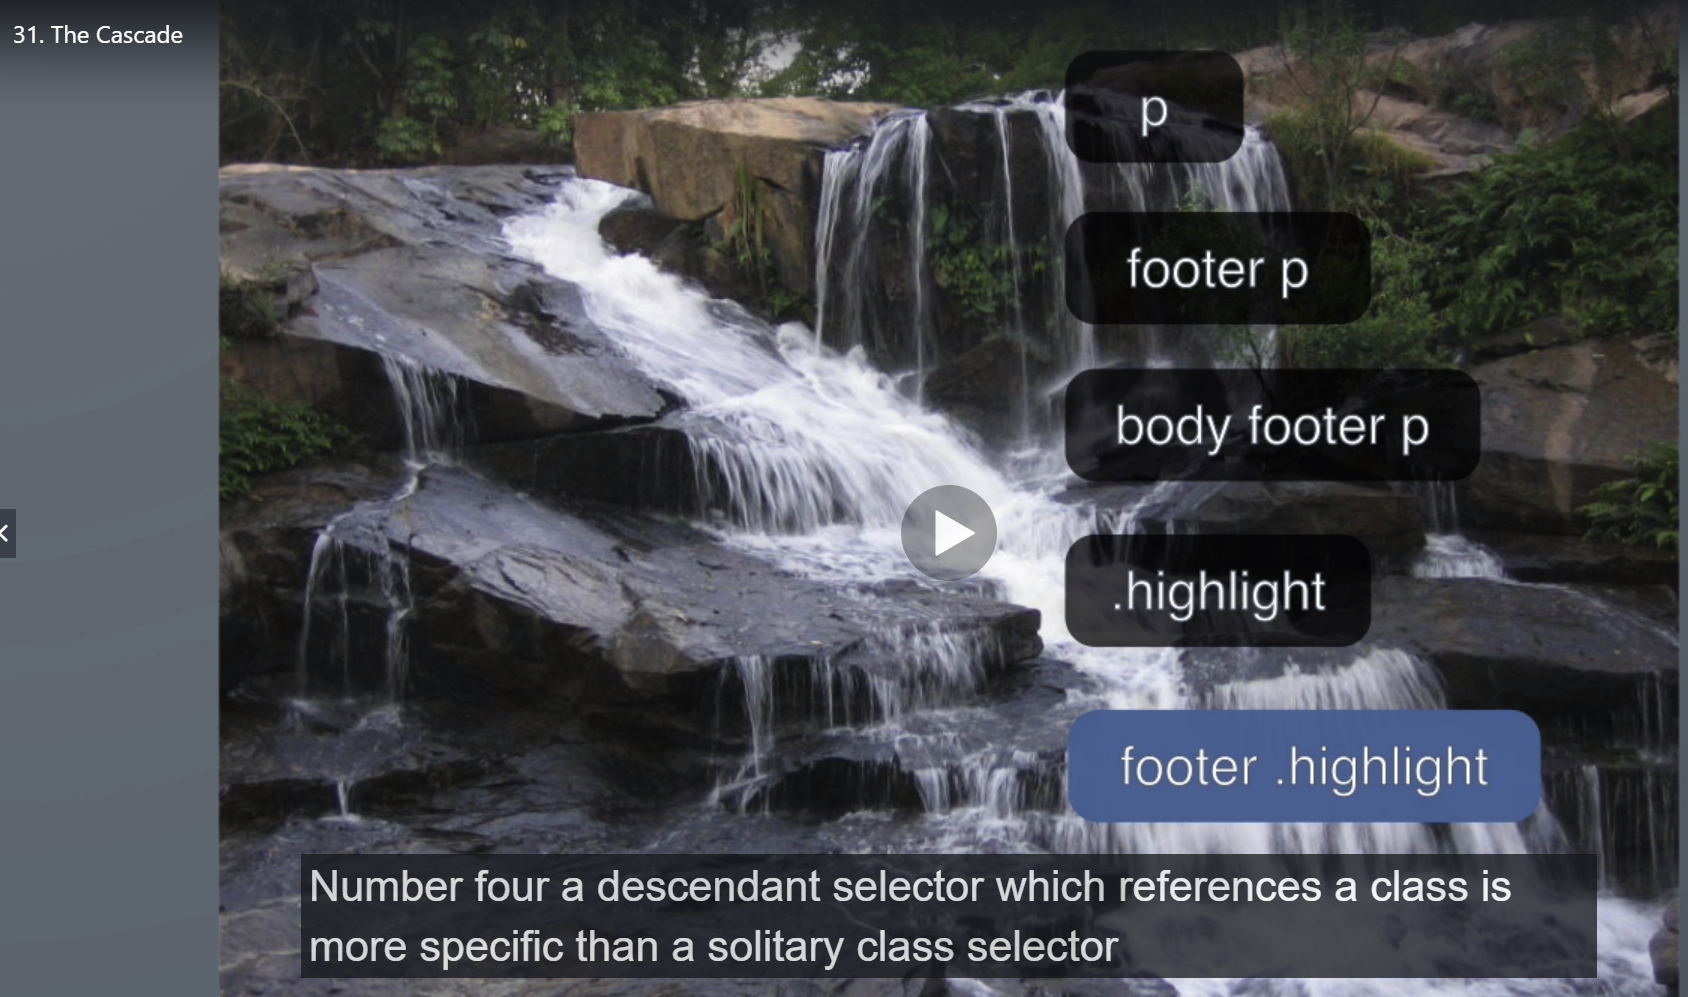 31. The Cascade
p
footer p
body footer p
.highlight
footer .highlight
Number four a descendant selector which references a class is
more specific than a solitary class selector